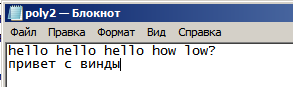 poly2 — Блокнот
Файл Правка Формат Вид Справка
hello hello hello how low?
привет с винды